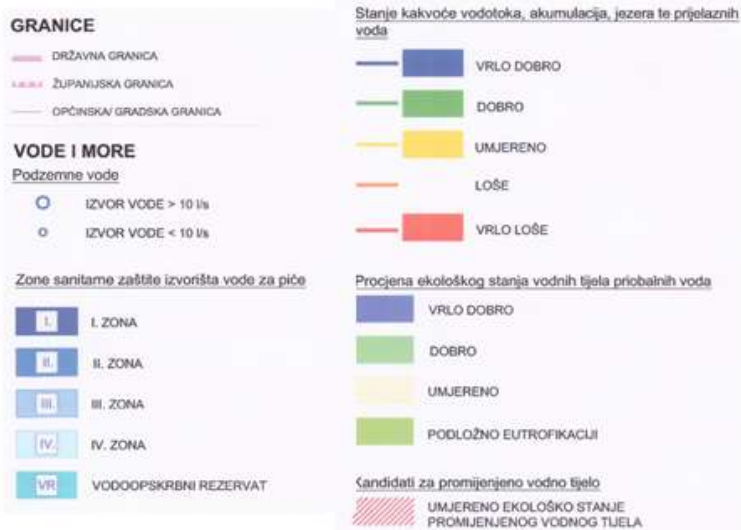 GRANICE
DRŽAVNA GRANICA
ŽUPANIJSKA GRANICA
OPĆINSKA/ GRADSKA GRANICA
VODE I MORE
Podzemne vode
IZVOR VODE > 10 l/s
IZVOR VODE < 10 l/s
Zone sanitarne zaštite izvorišta vode za piće
I. I. ZONA
II. II. ZONA
III. III. ZONA
IV. IV. ZONA
VR VODOOPSKRBNI REZERVAT
Stanje kakvoće vodotoka, akumulacija, jezera te prijelaznih
voda
VRLO DOBRO
DOBRO
UMJERENO
LOŠE
VRLO LOŠE
Procjena ekološkog stanja vodnih tijela priobalnih voda
VRLO DOBRO
DOBRO
UMJERENO
PODLOŽNO EUTROFIKACIJI
Kandidati za promijenjeno vodno tijelo
UMJERENO EKOLOŠKO STANJE
PROMIJENJENOG VODNOG TIJELA